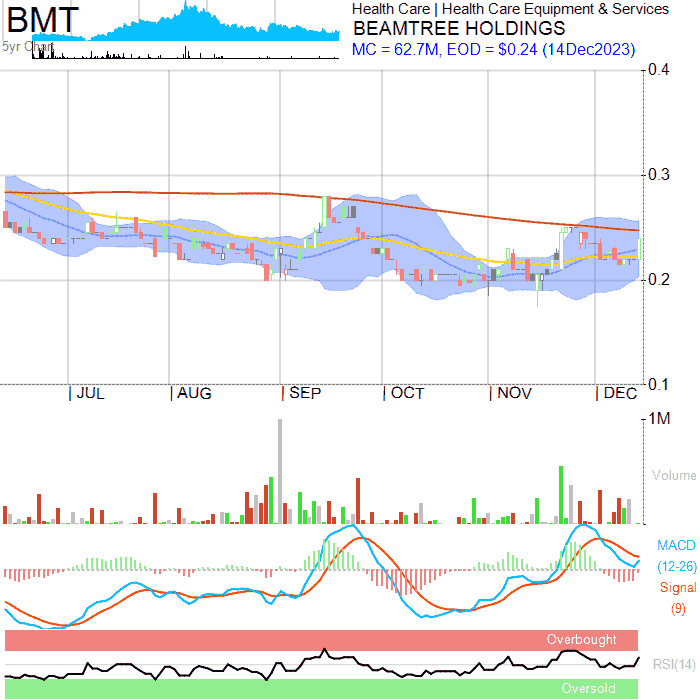 BMT
5yr Chart
Health Care | Health Care Equipment & Services
BEAMTREE HOLDINGS
MC = 62.7M, EOD = $0.24 (14Dec2023)
0.4
0.3
0.2
0.1
JUL
AUG
SEP
OCT
NOV
DEC
1M
Volume
MACD
(12-26)
Signal
(9)
Overbought
RSI(14)
Oversold